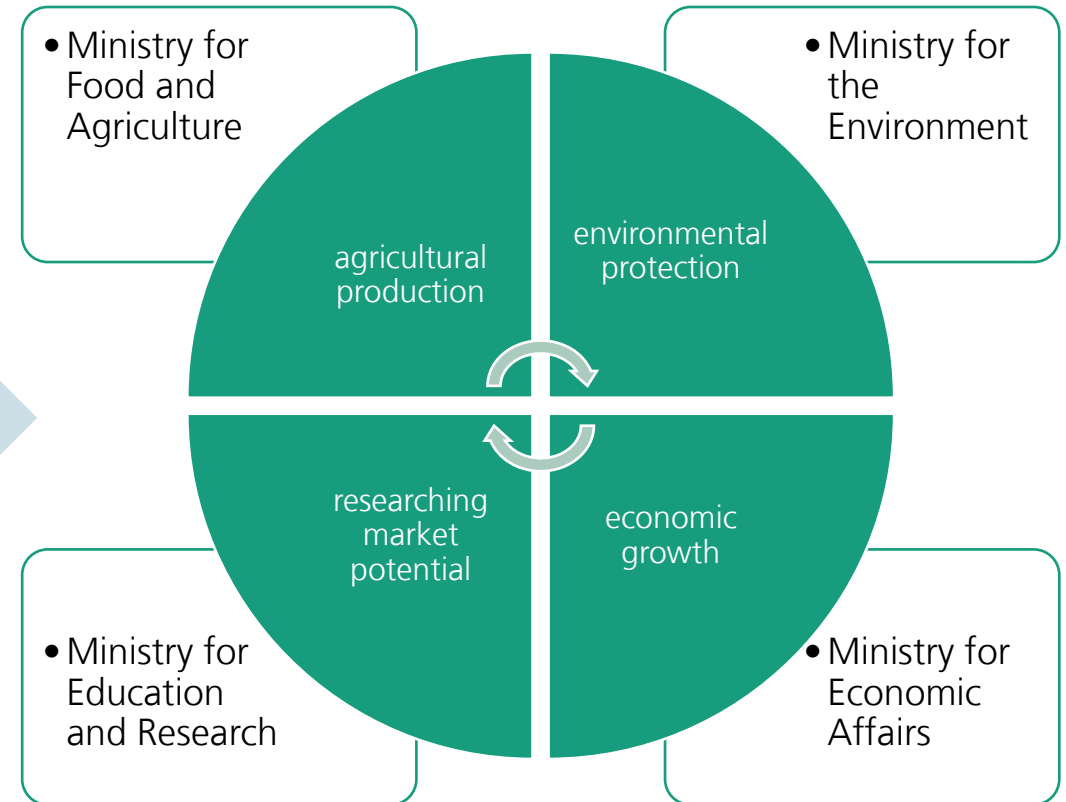 • Ministry for
Food and
Agriculture
• Ministry for
the
Environment
agricultural
production
environmental
protection
researching
market
potential
economic
growth
• Ministry for
Education
and Research
• Ministry for
Economic
Affairs